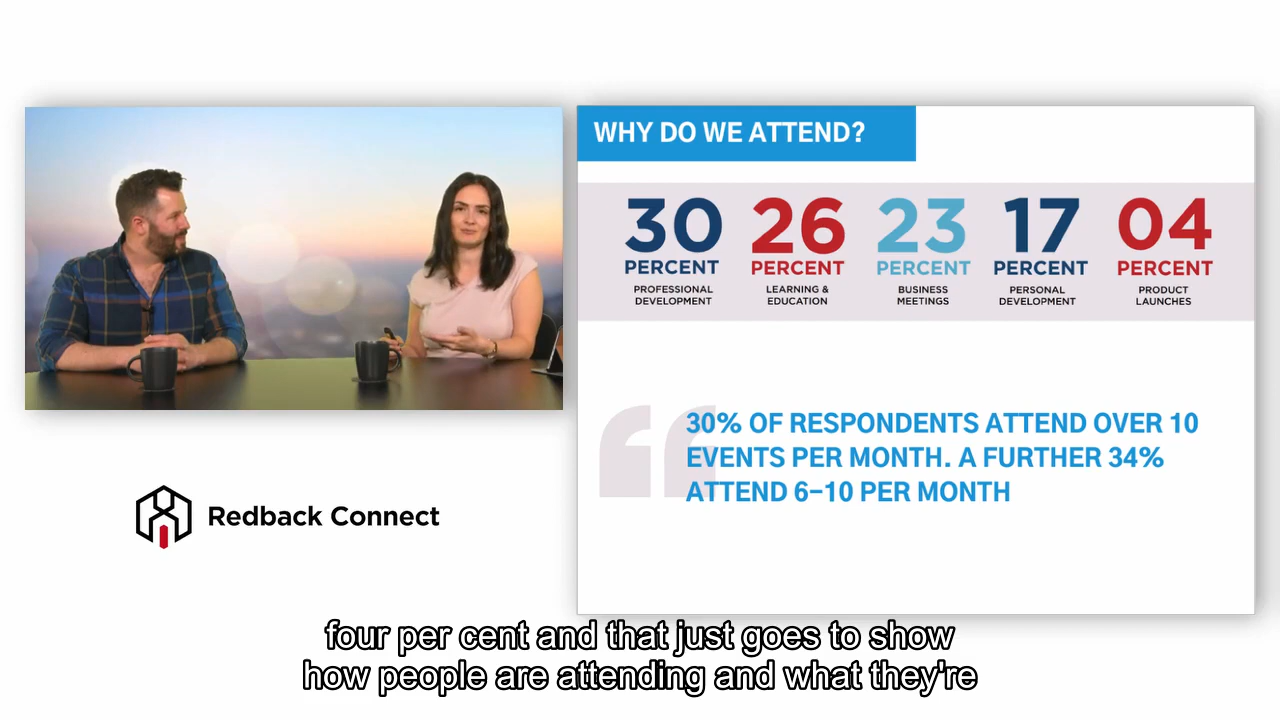 WHY DO WE ATTEND?
30 26 23 17 04
PERCENT PERCENT PERCENT PERCENT PERCENT
PROFESSIONAL LEARNING & BUSINESS PERSONAL PRODUCT
DEVELOPMENT EDUCATION MEETINGS DEVELOPMENT LAUNCHES
30% OF RESPONDENTS ATTEND OVER 10
EVENTS PER MONTH. A FURTHER 34%
ATTEND 6–10 PER MONTH
Redback Connect
four per cent and that just goes to show
how people are attending and what they're